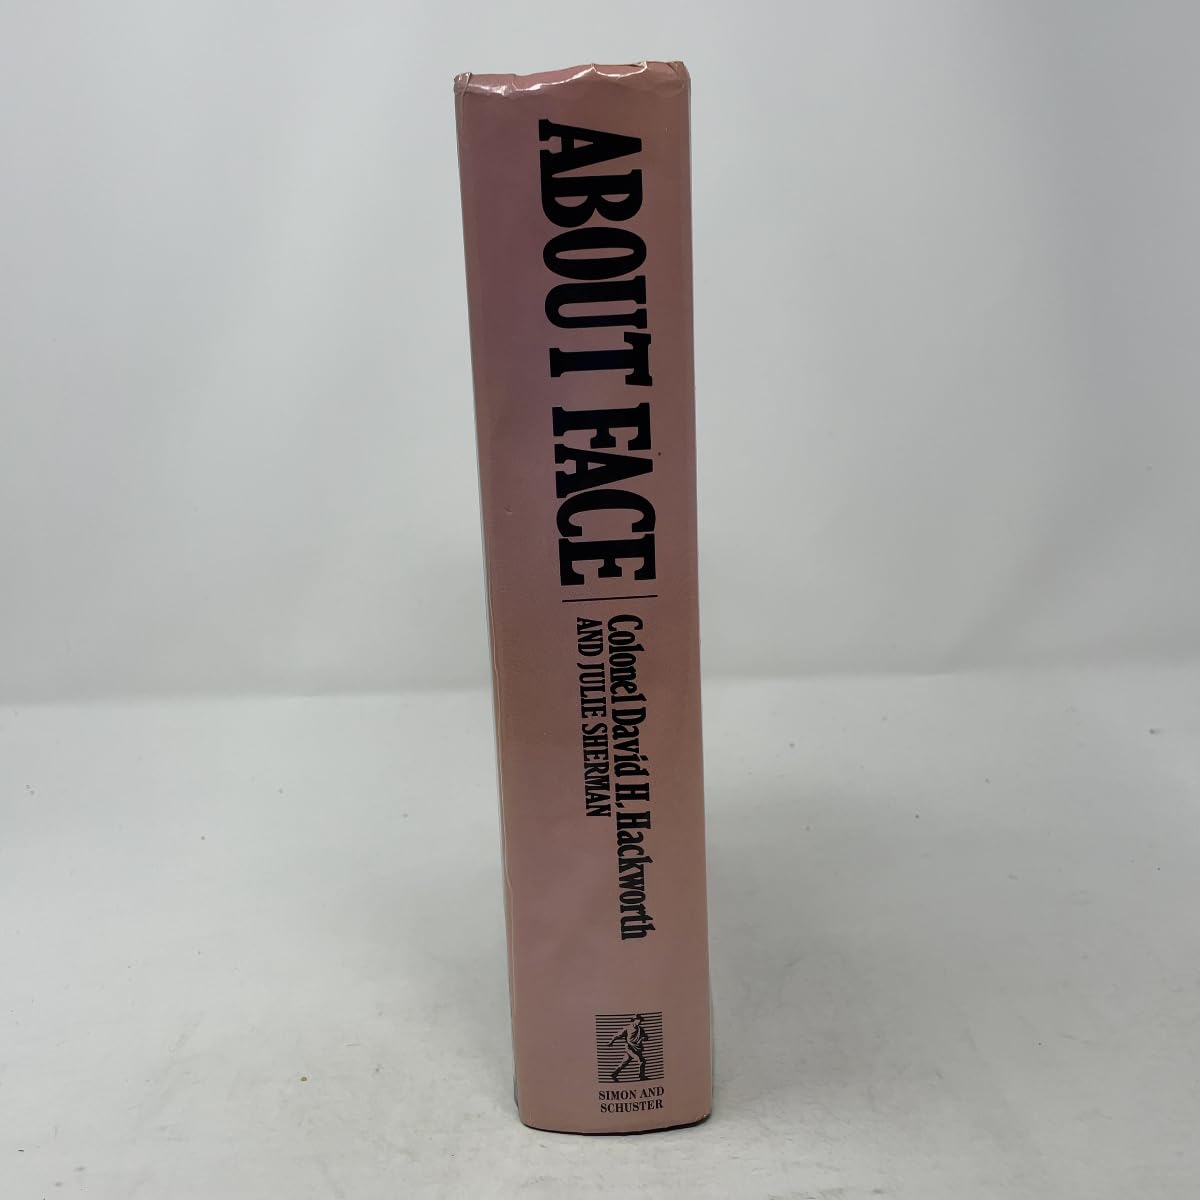 ABOUT FACE
Colonel David H. Hackworth
AND JULIE SHERMAN
SIMON AND
SCHUSTER